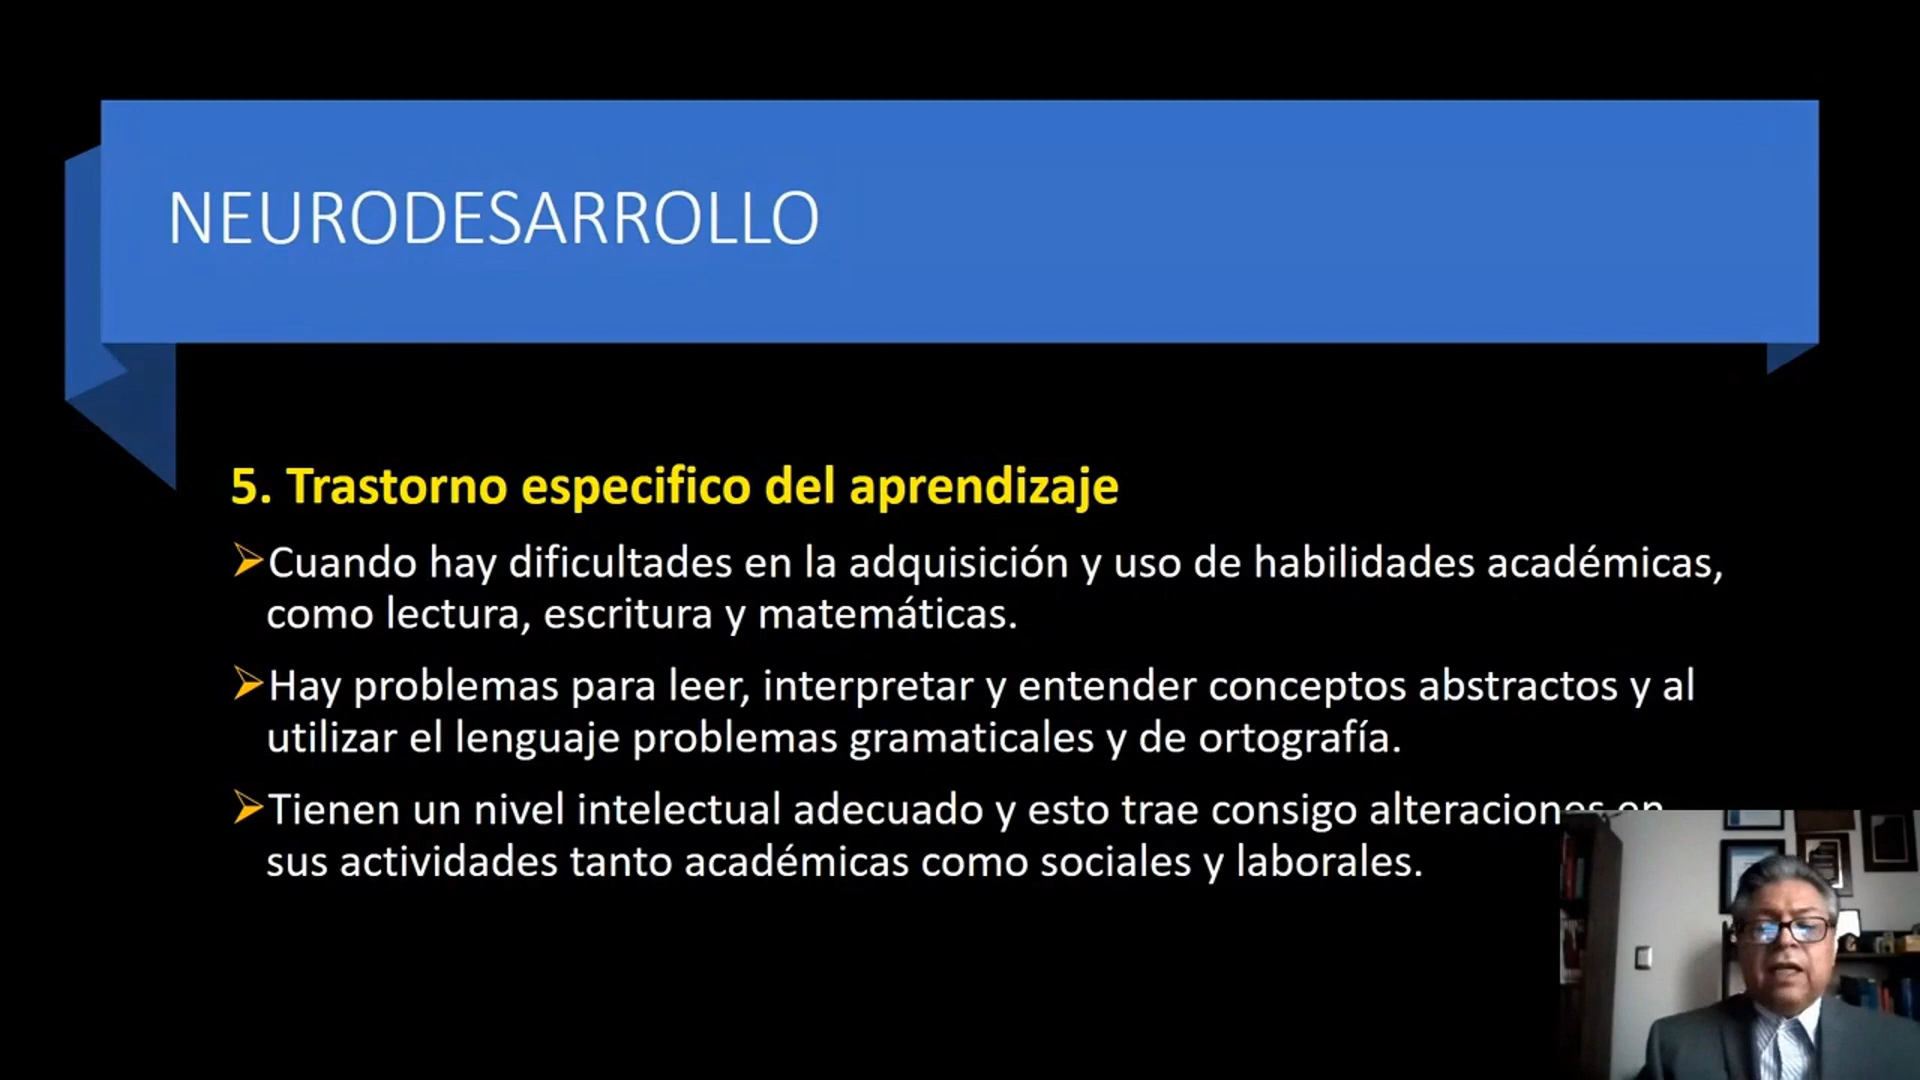 NEURODESARROLLO
5. Trastorno especifico del aprendizaje
Cuando hay dificultades en la adquisición y uso de habilidades académicas,
como lectura, escritura y matemáticas.
Hay problemas para leer, interpretar y entender conceptos abstractos y al
utilizar el lenguaje problemas gramaticales y de ortografía.
Tienen un nivel intelectual adecuado y esto trae consigo alteraciones en
sus actividades tanto académicas como sociales y laborales.